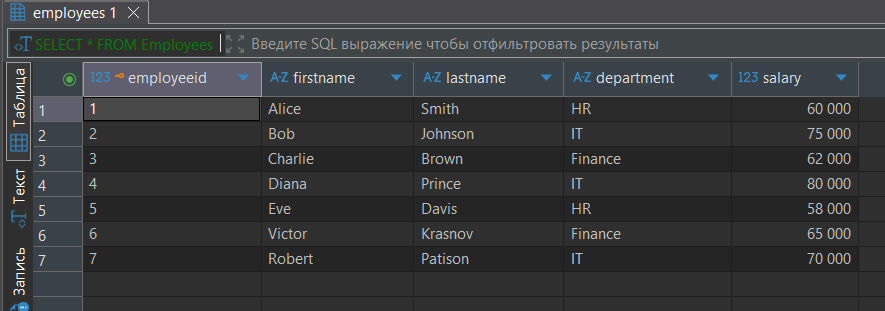 employees 1
SELECT * FROM Employees Введите SQL выражение чтобы отфильтровать результаты
123 employeeid A-Z firstname A-Z lastname A-Z department 123 salary
1 1 Alice Smith HR 60 000
2 2 Bob Johnson IT 75 000
3 3 Charlie Brown Finance 62 000
4 4 Diana Prince IT 80 000
5 5 Eve Davis HR 58 000
6 6 Victor Krasnov Finance 65 000
7 7 Robert Patison IT 70 000
Таблица
Текст
Запись